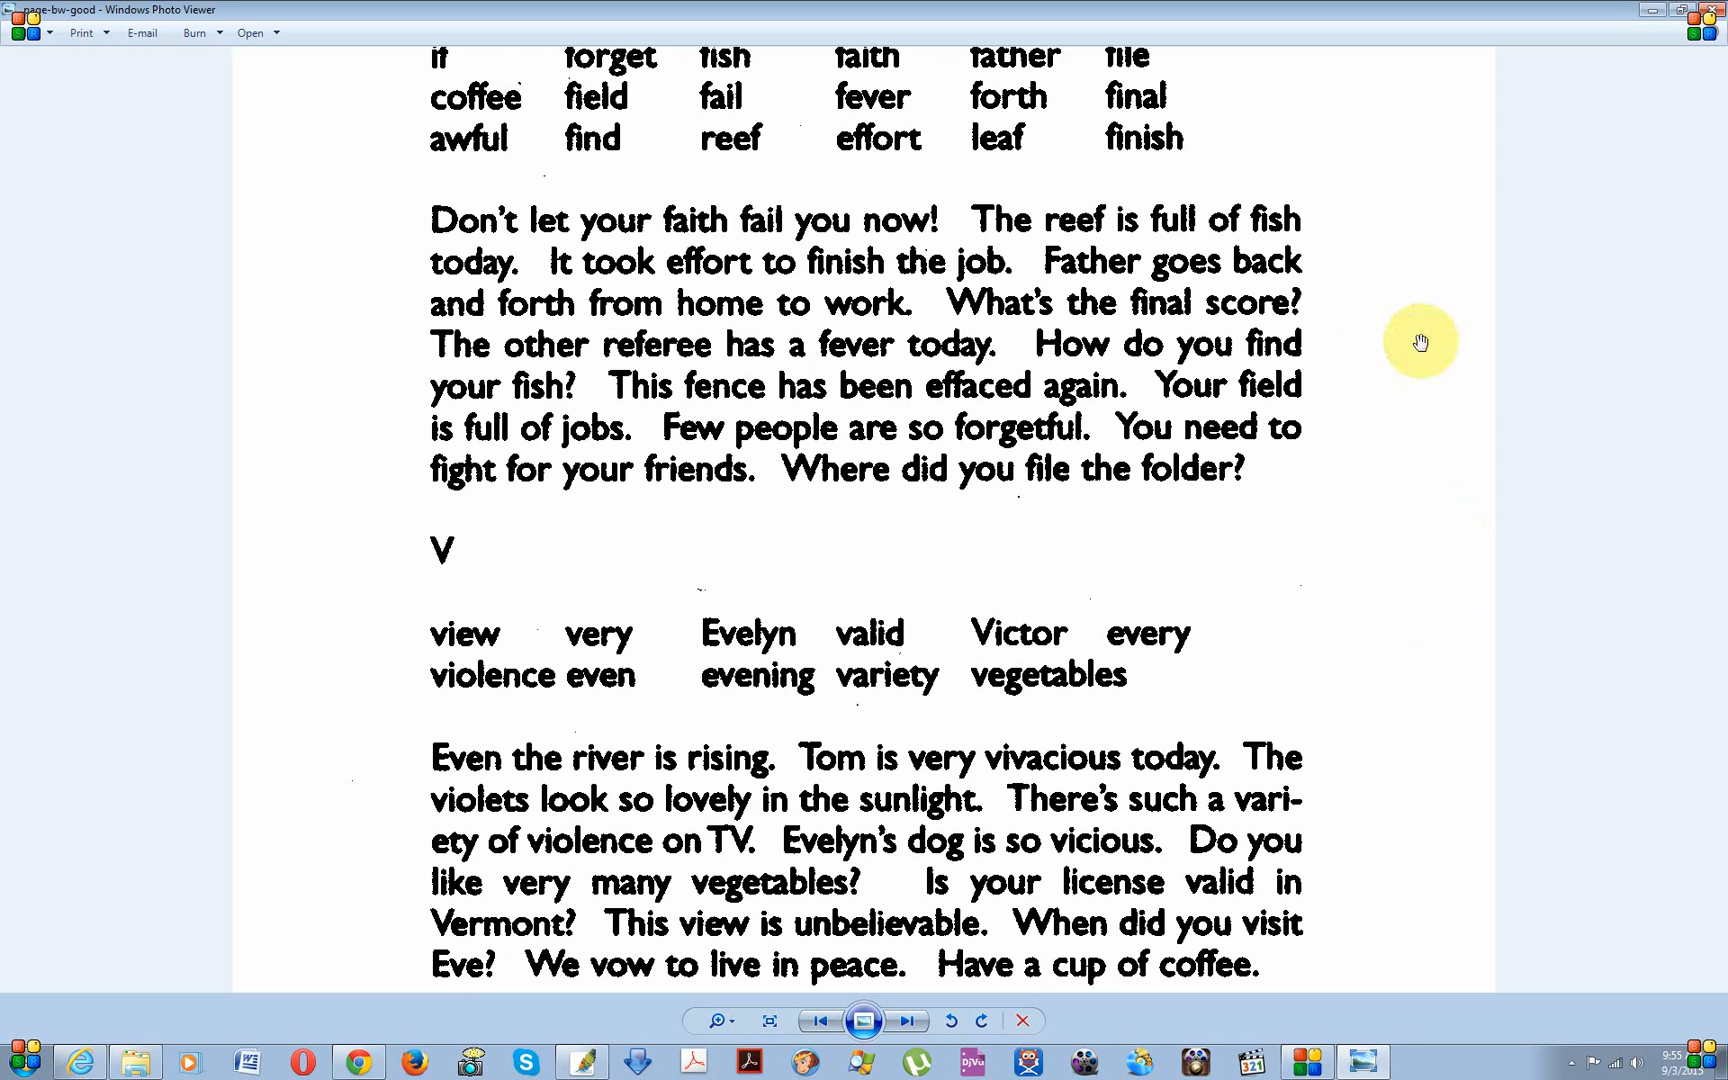 page-bw-good - Windows Photo Viewer
Print E-mail Burn Open
if forget fish faith father file
coffee field fail fever forth final
awful find reef effort leaf finish
Don't let your faith fail you now! The reef is full of fish
today. It took effort to finish the job. Father goes back
and forth from home to work. What's the final score?
The other referee has a fever today. How do you find
your fish? This fence has been effaced again. Your field
is full of jobs. Few people are so forgetful. You need to
fight for your friends. Where did you file the folder?
V
view very Evelyn valid Victor every
violence even evening variety vegetables
Even the river is rising. Tom is very vivacious today. The
violets look so lovely in the sunlight. There's such a vari-
ety of violence on TV. Evelyn's dog is so vicious. Do you
like very many vegetables? Is your license valid in
Vermont? This view is unbelievable. When did you visit
Eve? We vow to live in peace. Have a cup of coffee.
9:55